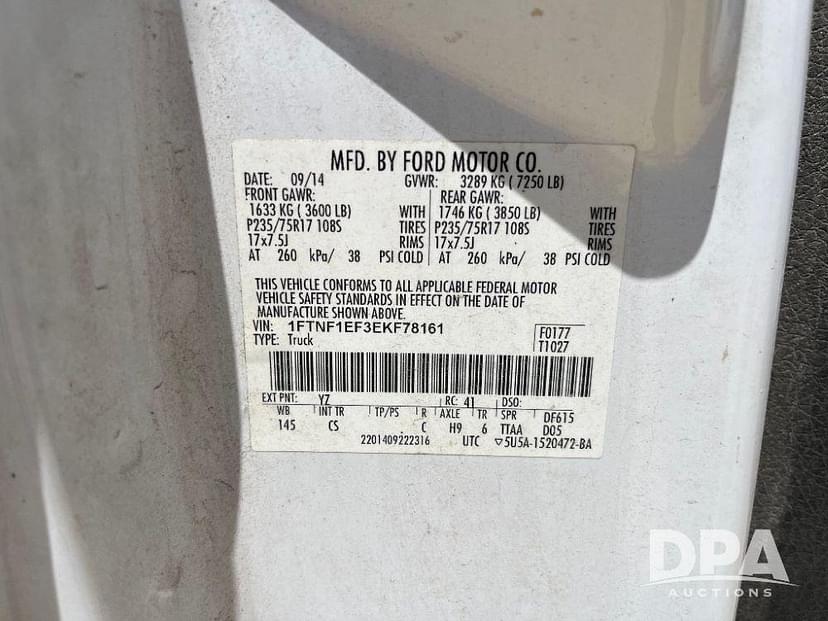 MFD. BY FORD MOTOR CO.
DATE: 09/14 GVWR: 3289 KG ( 7250 LB)
FRONT GAWR: REAR GAWR:
1633 KG ( 3600 LB) WITH 1746 KG ( 3850 LB) WITH
P235/75R17 108S TIRES P235/75R17 108S TIRES
17x7.5J RIMS 17x7.5J RIMS
AT 260 kPa/ 38 PSI COLD AT 260 kPa/ 38 PSI COLD
THIS VEHICLE CONFORMS TO ALL APPLICABLE FEDERAL MOTOR
VEHICLE SAFETY STANDARDS IN EFFECT ON THE DATE OF
MANUFACTURE SHOWN ABOVE.
VIN: 1FTNF1EF3EKF78161 F0177
TYPE: Truck T1027
EXT PNT: YZ RC: 41 DSO:
WB INT TR TP/PS R AXLE TR SPR DF615
145 CS C H9 6 TTAA D05
2201409222316 UTC ▽5U5A-1520472-BA
DPA
AUCTIONS